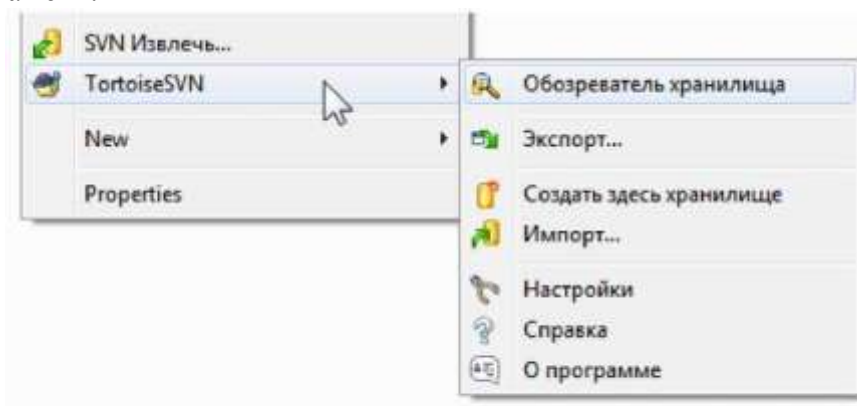 SVN Извлечь...
TortoiseSVN
New
Properties
Обозреватель хранилища
Экспорт...
Создать здесь хранилище
Импорт...
Настройки
Справка
О программе